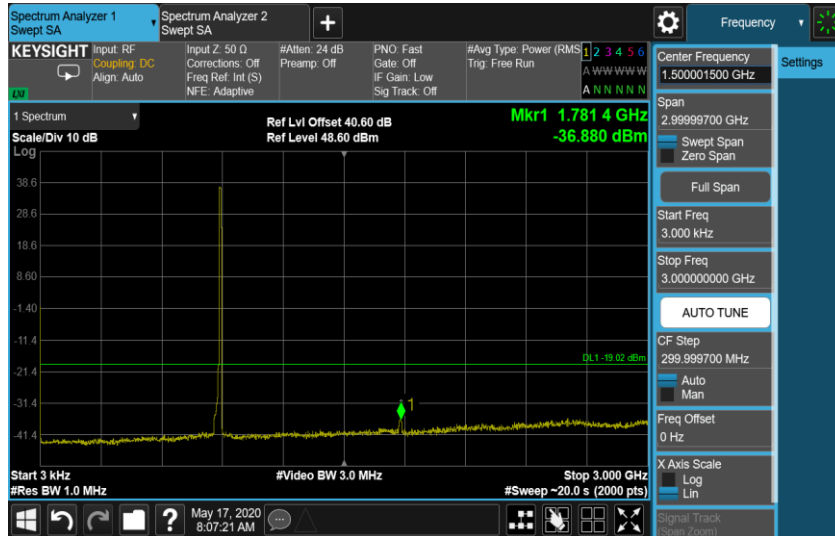 Spectrum Analyzer 1
Swept SA
Spectrum Analyzer 2
Swept SA
Frequency
KEYSIGHT
Input: RF
Coupling: DC
Align: Auto
LXI
Input Z: 50 Ω
Corrections: Off
Freq Ref: Int (S)
NFE: Adaptive
#Atten: 24 dB
Preamp: Off
PNO: Fast
Gate: Off
IF Gain: Low
Sig Track: Off
#Avg Type: Power (RMS
Trig: Free Run
1 2 3 4 5 6
A W W W W W
A N N N N N
1 Spectrum
Scale/Div 10 dB
Log
Ref Lvl Offset 40.60 dB
Ref Level 48.60 dBm
Mkr1 1.781 4 GHz
-36.880 dBm
38.6
28.6
18.6
8.60
-1.40
-11.4
-21.4
-31.4
-41.4
DL1 -19.02 dBm
1
Start 3 kHz
#Res BW 1.0 MHz
#Video BW 3.0 MHz
Stop 3.000 GHz
#Sweep ~20.0 s (2000 pts)
May 17, 2020
8:07:21 AM
Center Frequency
1.500001500 GHz
Span
2.99999700 GHz
Swept Span
Zero Span
Full Span
Start Freq
3.000 kHz
Stop Freq
3.000000000 GHz
AUTO TUNE
CF Step
299.999700 MHz
Auto
Man
Freq Offset
0 Hz
X Axis Scale
Log
Lin
Signal Track
(Span Zoom)
Settings